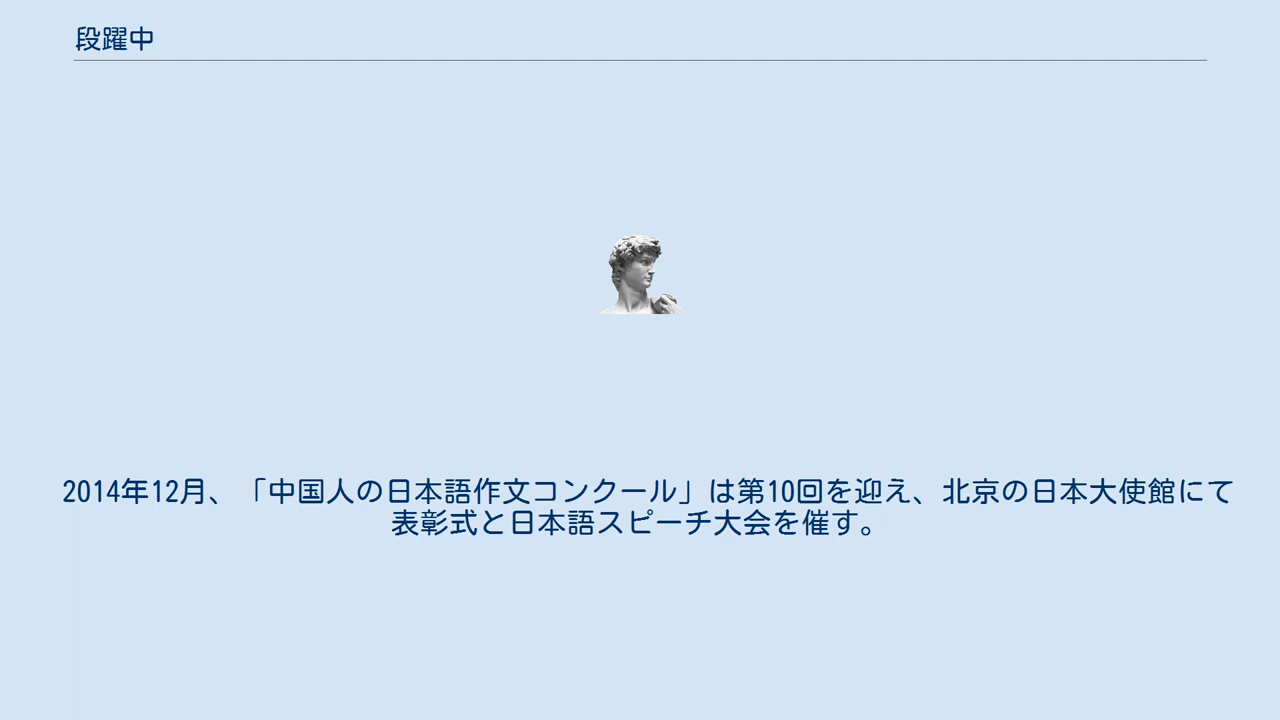 段躍中
2014年12月、「中国人の日本語作文コンクール」は第10回を迎え、北京の日本大使館にて
表彰式と日本語スピーチ大会を催す。